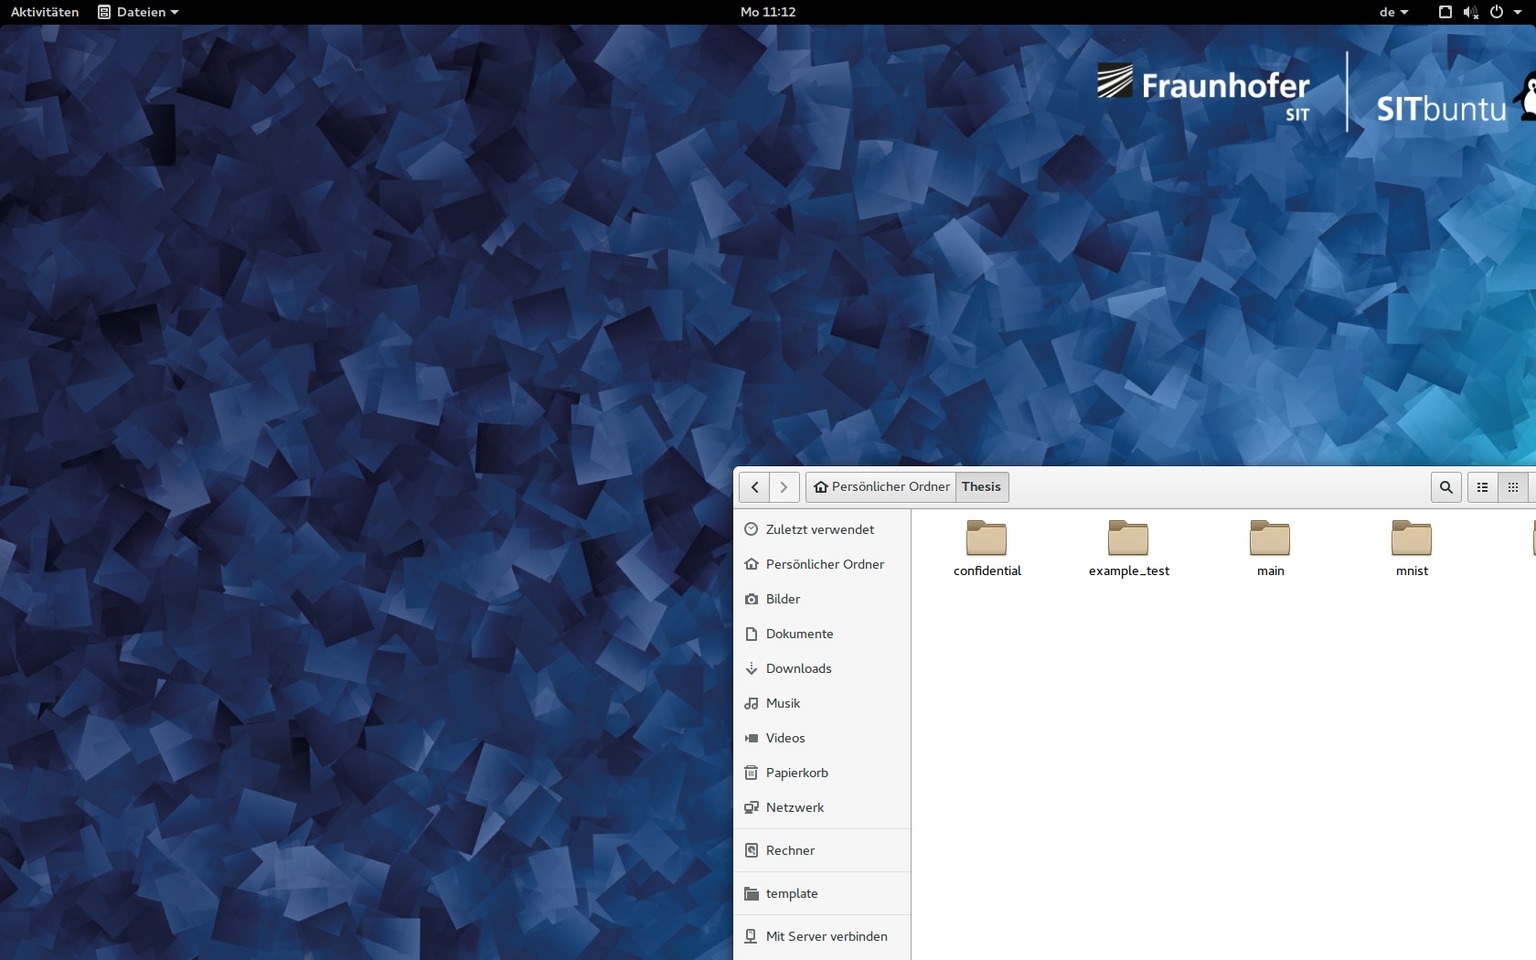 Aktivitäten Dateien Mo 11:12 de
Fraunhofer
SIT
SITbuntu
Persönlicher Ordner Thesis
Zuletzt verwendet
Persönlicher Ordner
Bilder
Dokumente
Downloads
Musik
Videos
Papierkorb
Netzwerk
Rechner
template
Mit Server verbinden
confidential example_test main mnist